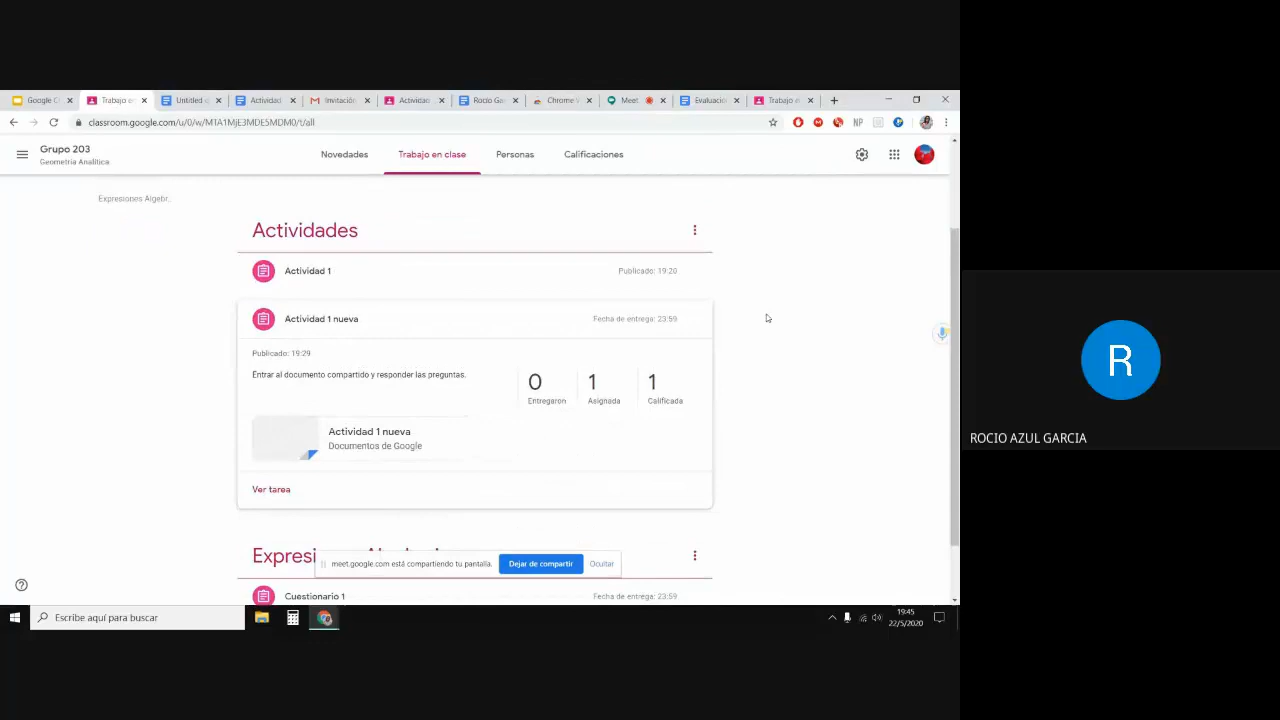 Google Cl
Trabajo en
Untitled d
Actividad
Invitación,
Actividad
Rocío Ga
Chrome W
Meet
Evaluació
Trabajo e
classroom.google.com/u/0/w/MTA1MjE3MDE5MDM0/t/all
NP
Grupo 203
Geometría Analítica
Novedades
Trabajo en clase
Personas
Calificaciones
Expresiones Algebr.
Actividades
Actividad 1
Publicado: 19:20
Actividad 1 nueva
Fecha de entrega: 23:59
Publicado: 19:29
Entrar al documento compartido y responder las preguntas.
0
Entregaron
1
Asignada
1
Calificada
Actividad 1 nueva
Documentos de Google
Ver tarea
meet.google.com está compartiendo tu pantalla.
Dejar de compartir
Ocultar
Cuestionario 1
Fecha de entrega: 23:59
Escribe aquí para buscar
19:45
22/5/2020
R
ROCIO AZUL GARCIA